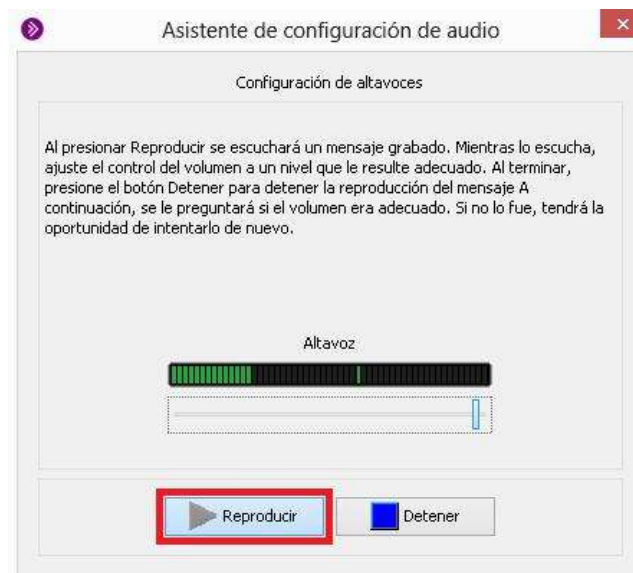 Asistente de configuración de audio
Configuración de altavoces
Al presionar Reproducir se escuchará un mensaje grabado. Mientras lo escucha,
ajuste el control del volumen a un nivel que le resulte adecuado. Al terminar,
presione el botón Detener para detener la reproducción del mensaje A
continuación, se le preguntará si el volumen era adecuado. Si no lo fue, tendrá la
oportunidad de intentarlo de nuevo.
Altavoz
Reproducir
Detener